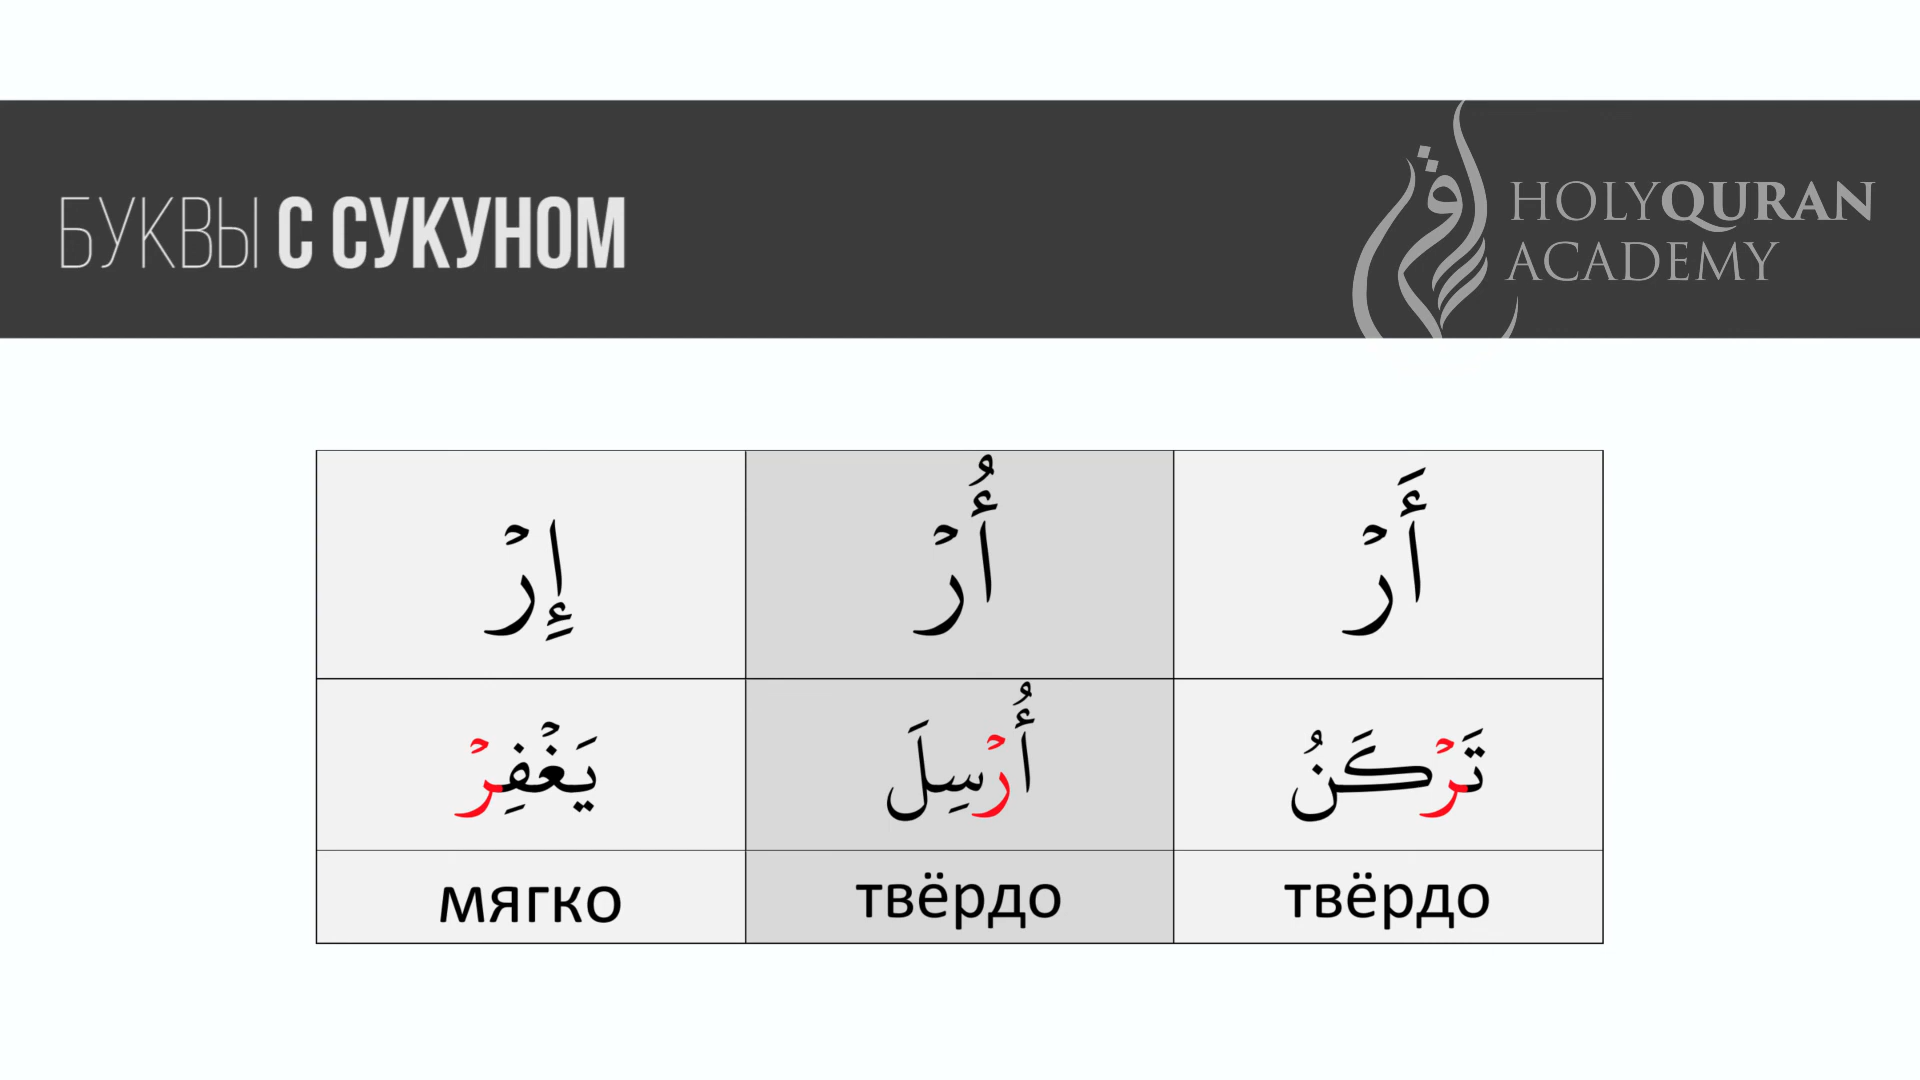 БУКВЫ С СУКУНОМ
HOLYQURAN
ACADEMY
أَرْ أُرْ إِرْ
تَرْكَنُ أُرْسِلَ يَغْفِرْ
твёрдо твёрдо мягко